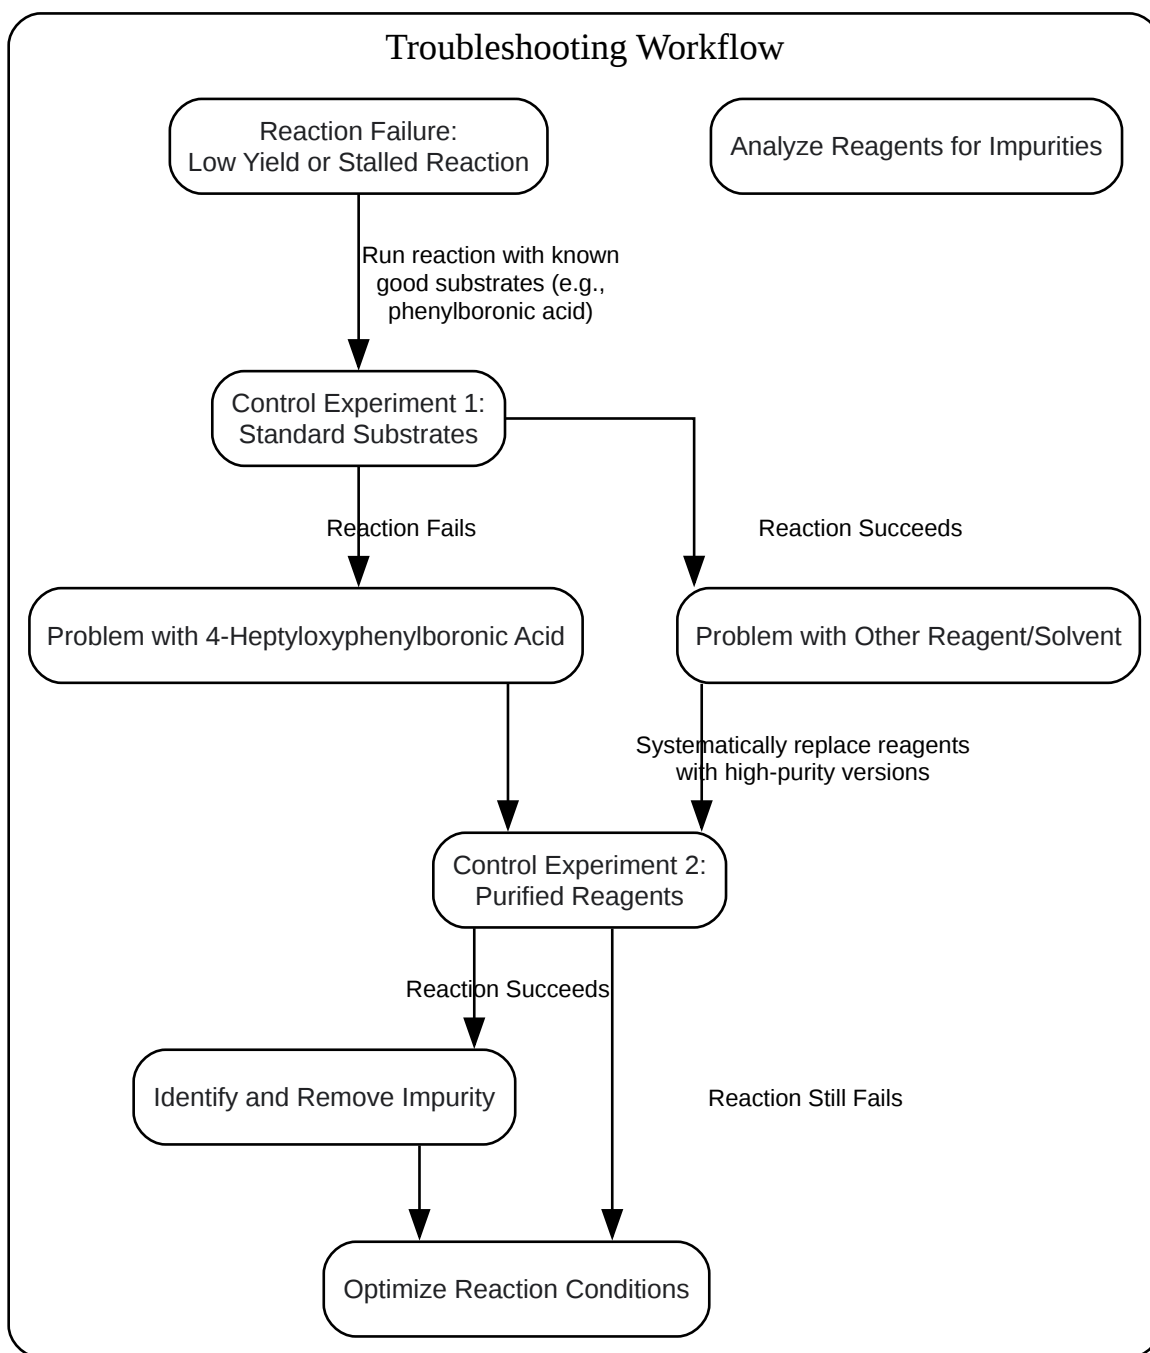 Troubleshooting Workflow
Reaction Failure:
Low Yield or Stalled Reaction
Analyze Reagents for Impurities
Run reaction with known
good substrates (e.g.,
phenylboronic acid)
Control Experiment 1:
Standard Substrates
Reaction Fails
Reaction Succeeds
Problem with 4-Heptyloxyphenylboronic Acid
Problem with Other Reagent/Solvent
Systematically replace reagents
with high-purity versions
Control Experiment 2:
Purified Reagents
Reaction Succeeds
Identify and Remove Impurity
Reaction Still Fails
Optimize Reaction Conditions